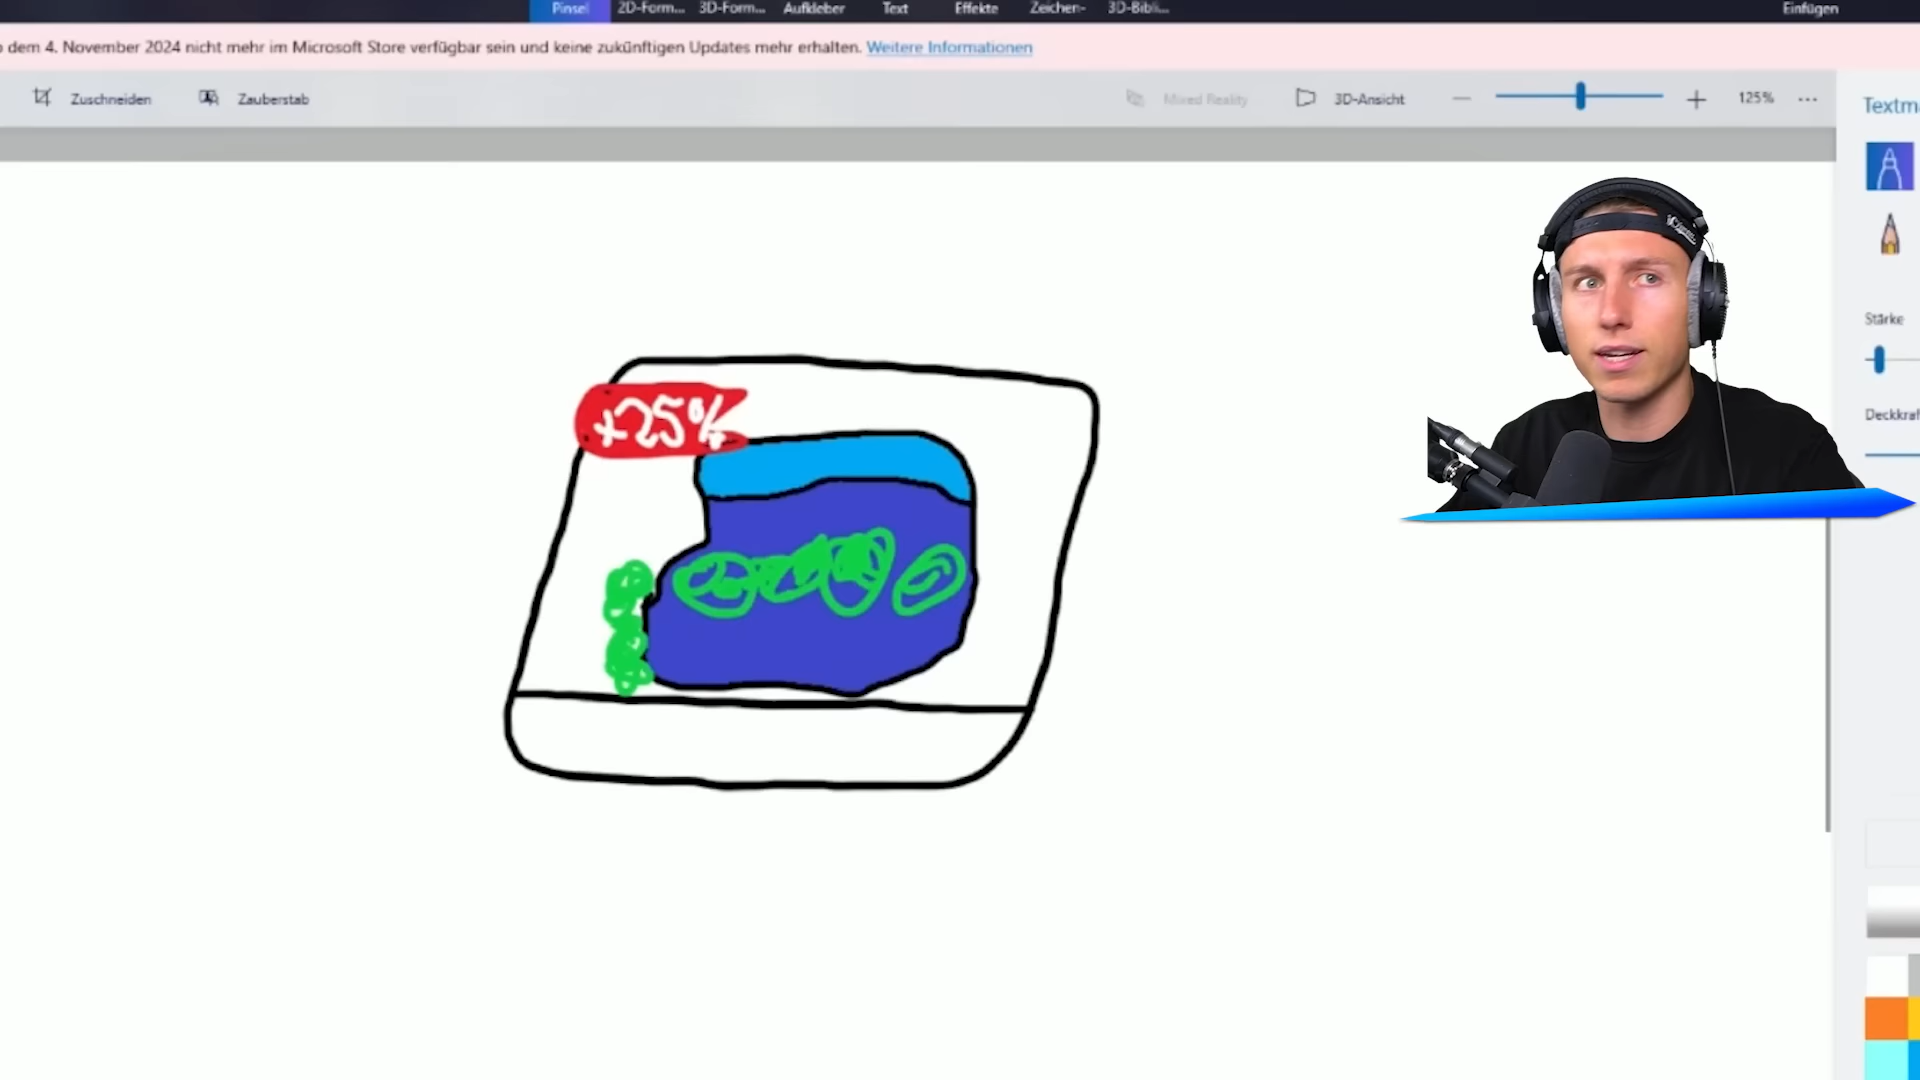 Pinsel 2D-Form... 3D-Form... Aufkleber Text Effekte Zeichen- 3D-Bibli... Einfügen
dem 4. November 2024 nicht mehr im Microsoft Store verfügbar sein und keine zukünftigen Updates mehr erhalten. Weitere Informationen
Zuschneiden Zauberstab Mixed Reality 3D-Ansicht 125% ...
Textma
Stärke
Deckkraf
+25%